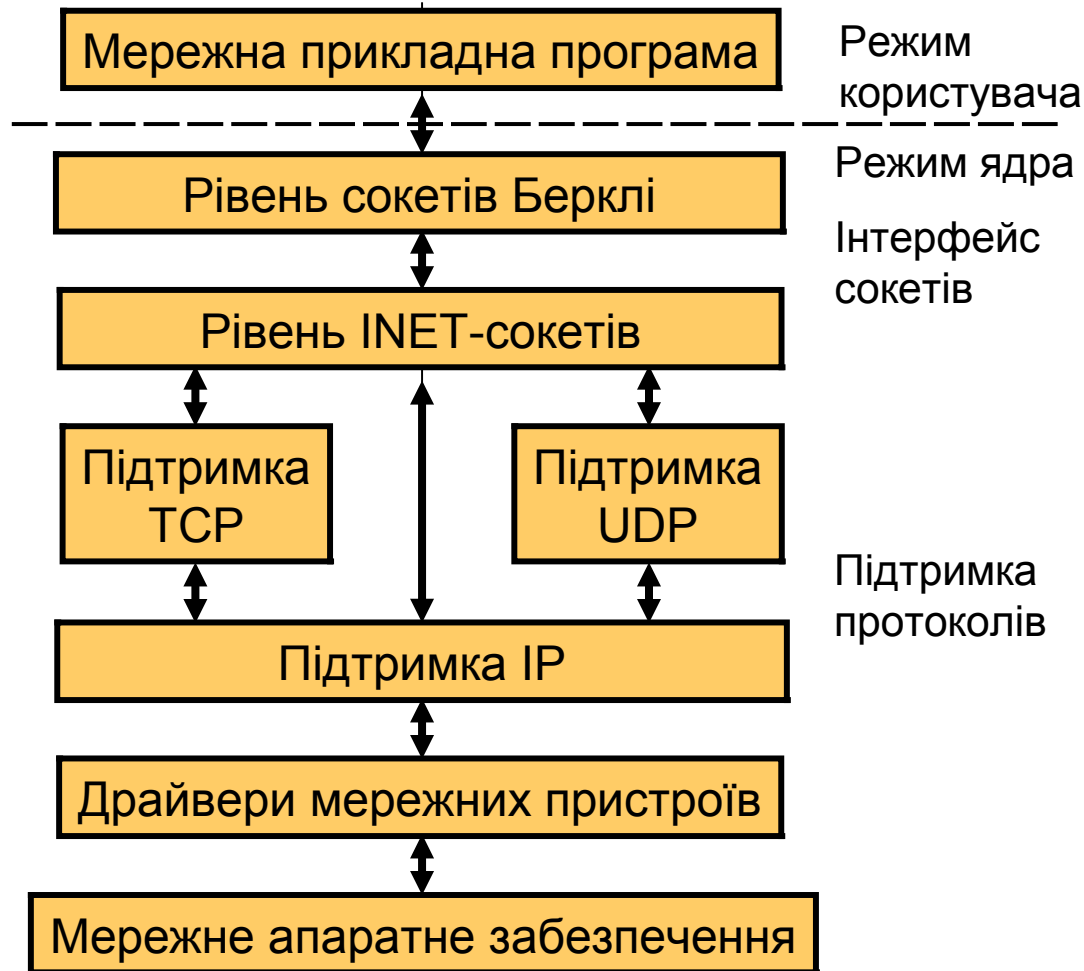 Мережна прикладна програма
Режим
користувача
Режим ядра
Рівень сокетів Берклі
Інтерфейс
сокетів
Рівень INET-сокетів
Підтримка
TCP
Підтримка
UDP
Підтримка
протоколів
Підтримка IP
Драйвери мережних пристроїв
Мережне апаратне забезпечення